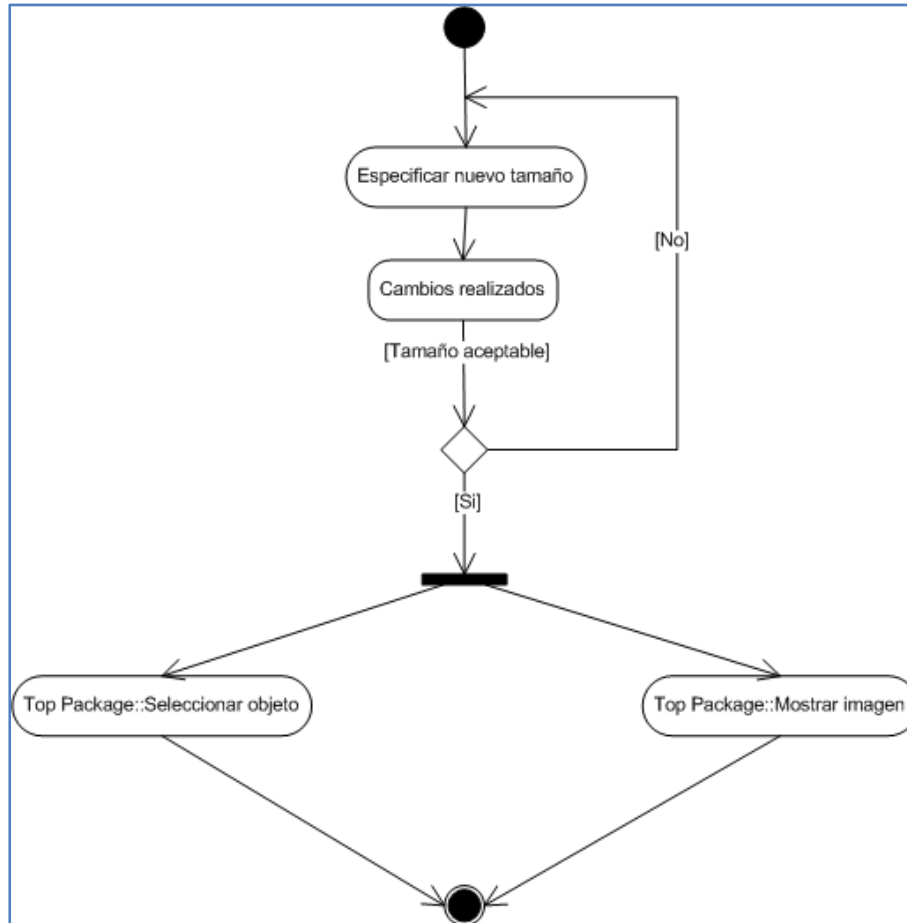 Especificar nuevo tamaño
[No]
Cambios realizados
[Tamaño aceptable]
[Si]
Top Package::Seleccionar objeto
Top Package::Mostrar imagen